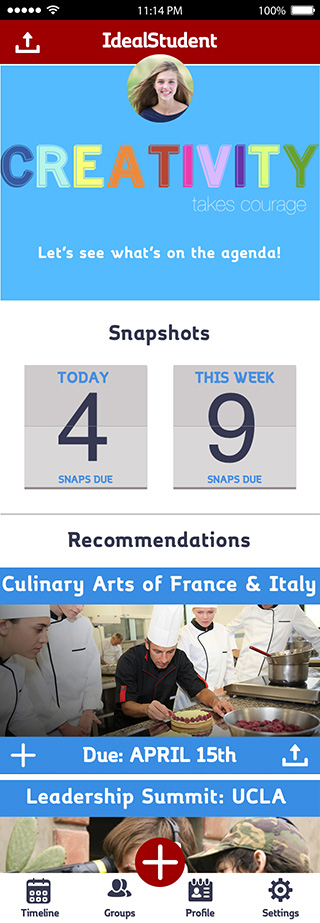 11:14 PM 100%
IdealStudent
CREATIVITY
takes courage
Let's see what's on the agenda!
Snapshots
TODAY
4
SNAPS DUE
THIS WEEK
9
SNAPS DUE
Recommendations
Culinary Arts of France & Italy
Due: APRIL 15th
Leadership Summit: UCLA
Timeline Groups Profile Settings